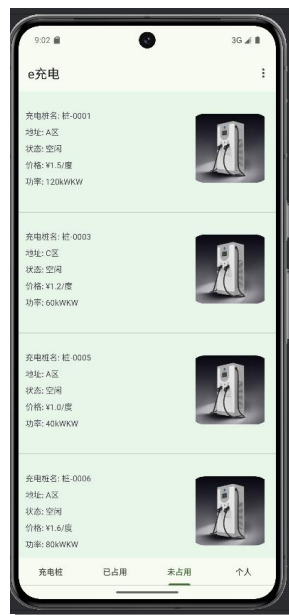 9:02
3G
e充电
充电桩名: 桩-0001
地址: A区
状态: 空闲
价格: ¥1.5/度
功率: 120kWKW
充电桩名: 桩-0003
地址: C区
状态: 空闲
价格: ¥1.2/度
功率: 60kWKW
充电桩名: 桩-0005
地址: A区
状态: 空闲
价格: ¥1.0/度
功率: 40kWKW
充电桩名: 桩-0006
地址: A区
状态: 空闲
价格: ¥1.6/度
功率: 80kWKW
充电桩 已占用 未占用 个人